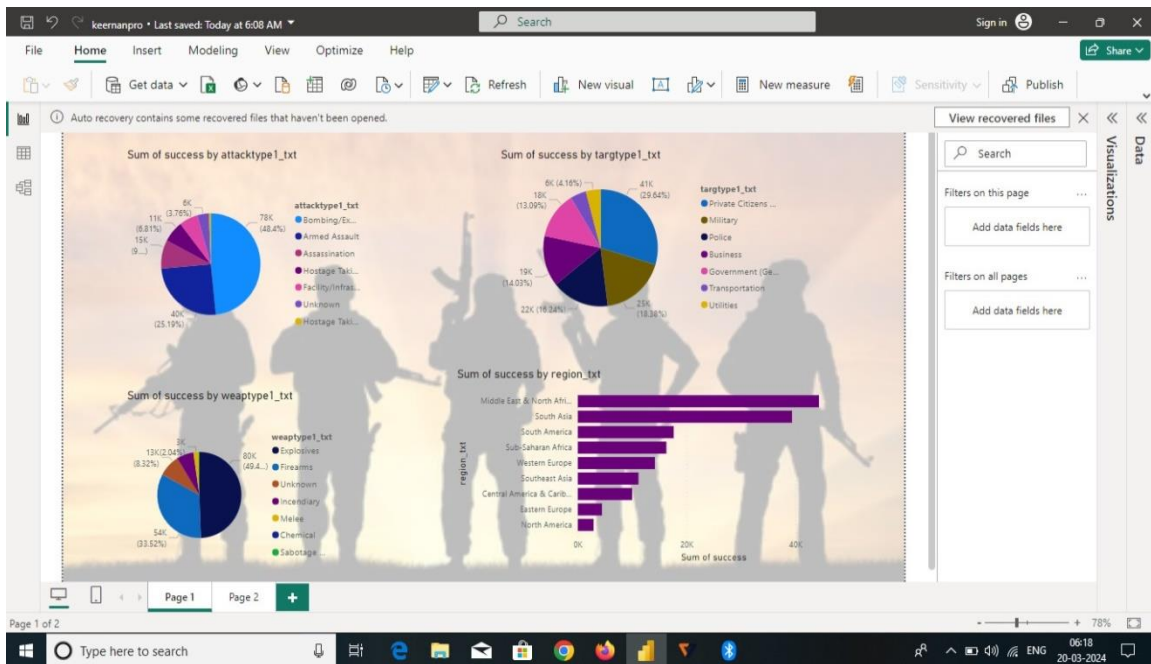 keernanpro • Last saved: Today at 6:08 AM
Search
Sign in
File Home Insert Modeling View Optimize Help
Share
Get data
Refresh
New visual
New measure
Sensitivity
Publish
Auto recovery contains some recovered files that haven't been opened.
View recovered files
Sum of success by attacktype1_txt
6K
(3.76%)
11K
(6.81%)
15K
(9...)
78K
(48.4%)
40K
(25.19%)
attacktype1_txt
Bombing/Ex...
Armed Assault
Assassination
Hostage Taki...
Facility/Infras...
Unknown
Hostage Taki...
Sum of success by targtype1_txt
6K (4.16%)
18K
(13.09%)
41K
(29.64%)
19K
(14.03%)
22K (16.24%)
25K
(18.38%)
targtype1_txt
Private Citizens ...
Military
Police
Business
Government (Ge...
Transportation
Utilities
Sum of success by weaptype1_txt
3K
(2.04%)
13K
(8.32%)
80K
(49.4...)
54K
(33.52%)
weaptype1_txt
Explosives
Firearms
Unknown
Incendiary
Melee
Chemical
Sabotage ...
Sum of success by region_txt
region_txt
Middle East & North Afri...
South Asia
South America
Sub-Saharan Africa
Western Europe
Southeast Asia
Central America & Carib...
Eastern Europe
North America
0K 20K 40K
Sum of success
Search
Filters on this page
...
Add data fields here
Filters on all pages
...
Add data fields here
Visualizations
Data
Page 1
Page 2
Page 1 of 2
78%
Type here to search
ENG
06:18
20-03-2024